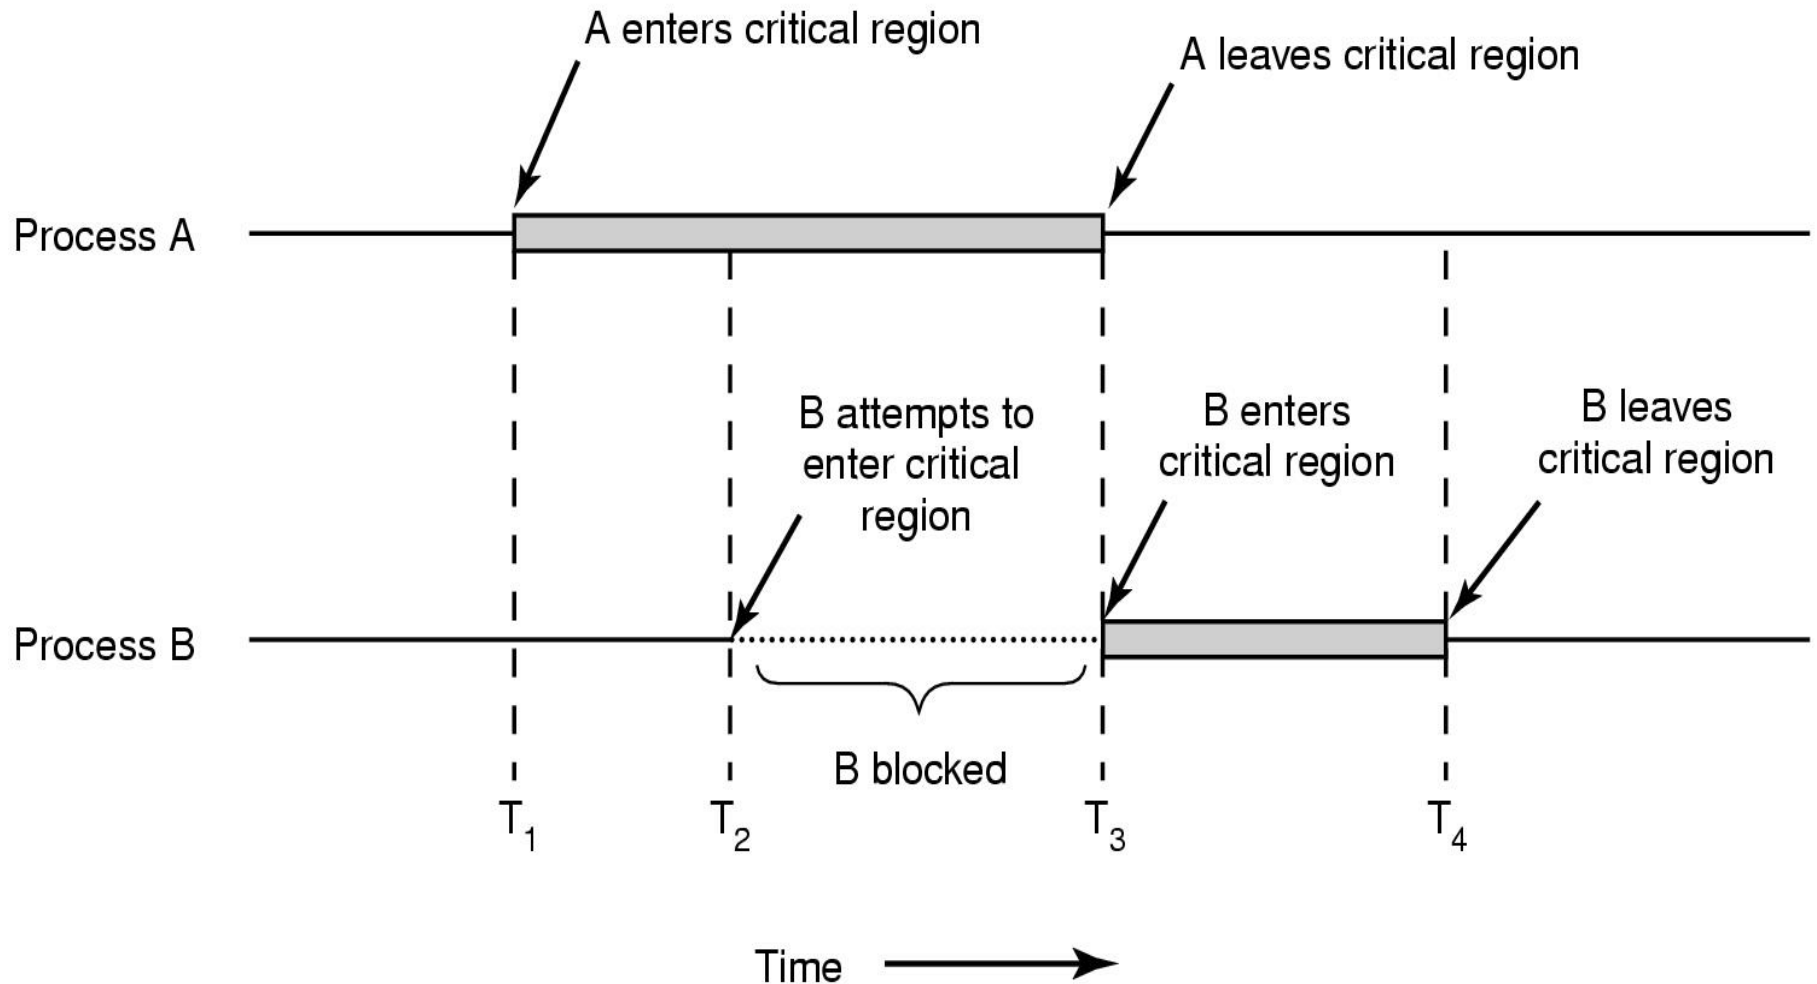 A enters critical region
A leaves critical region
Process A
B attempts to
enter critical
region
B enters
critical region
B leaves
critical region
Process B
B blocked
T1
T2
T3
T4
Time